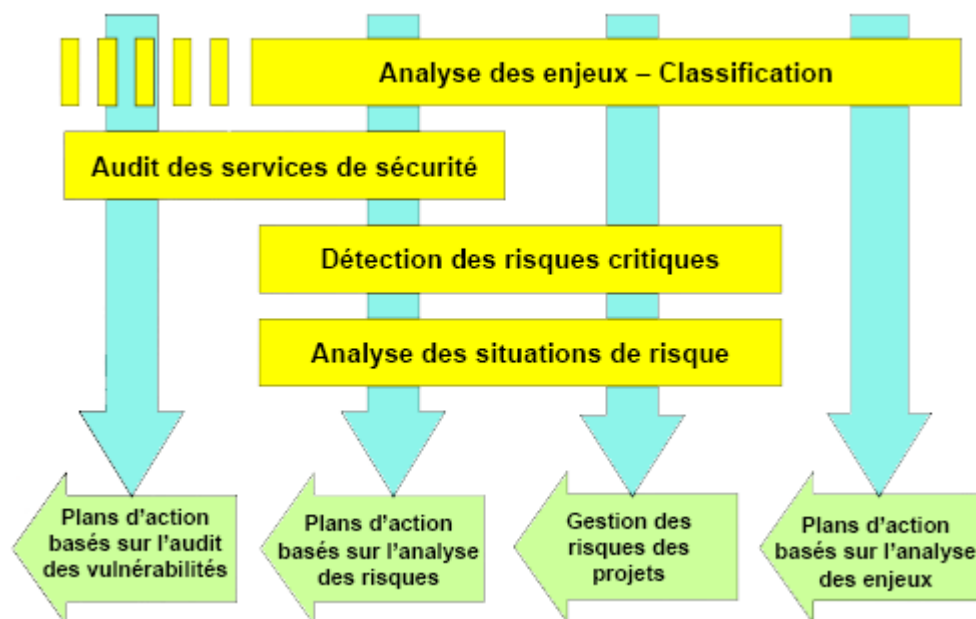 Analyse des enjeux – Classification
Audit des services de sécurité
Détection des risques critiques
Analyse des situations de risque
Plans d'action
basés sur l'audit
des vulnérabilités
Plans d'action
basés sur l'analyse
des risques
Gestion des
risques des
projets
Plans d'action
basés sur l'analyse
des enjeux